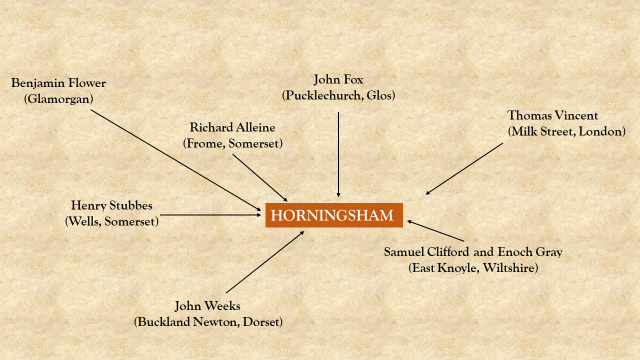 John Fox
(Pucklechurch, Glos)
Benjamin Flower
(Glamorgan)
Thomas Vincent
(Milk Street, London)
Richard Alleine
(Frome, Somerset)
Henry Stubbes
(Wells, Somerset)
HORNINGSHAM
Samuel Clifford and Enoch Gray
(East Knoyle, Wiltshire)
John Weeks
(Buckland Newton, Dorset)